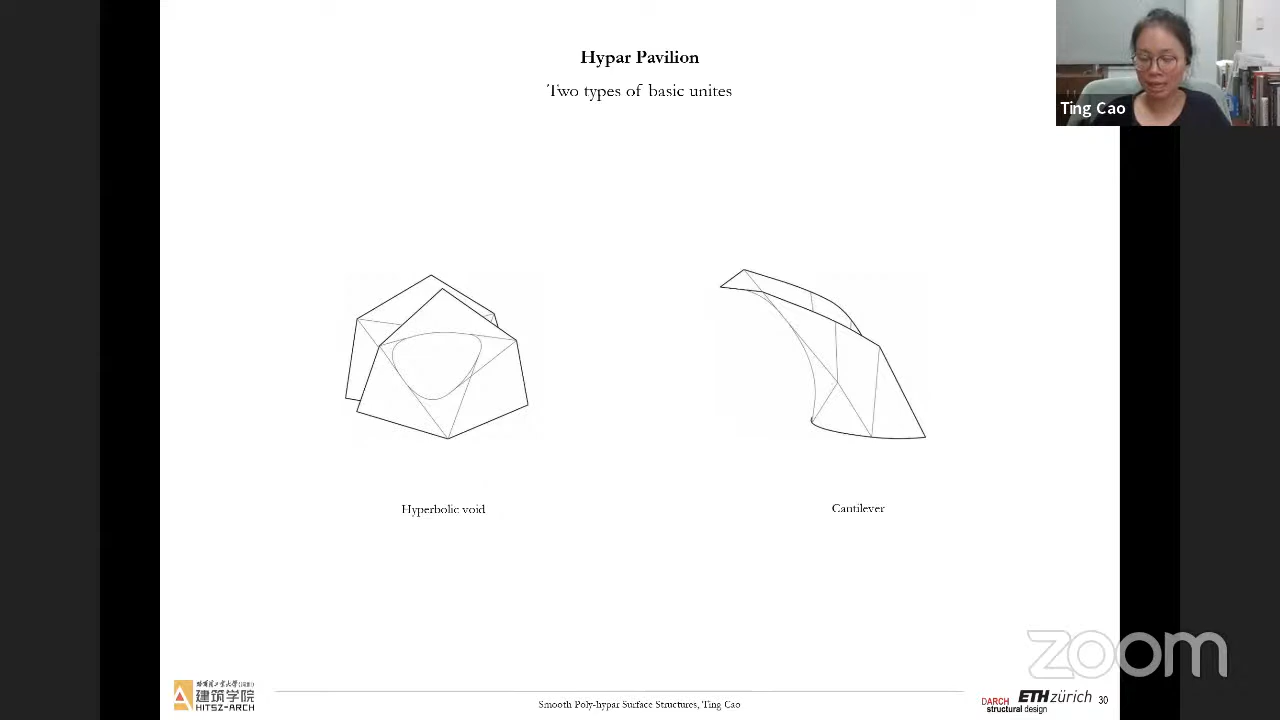 Hypar Pavilion
Two types of basic unites
Ting Cao
Hyperbolic void
Cantilever
zoom
建筑学院
HITSZ-ARCH
Smooth Poly-hypar Surface Structures, Ting Cao
DARCH
structural design
ETH zürich
30